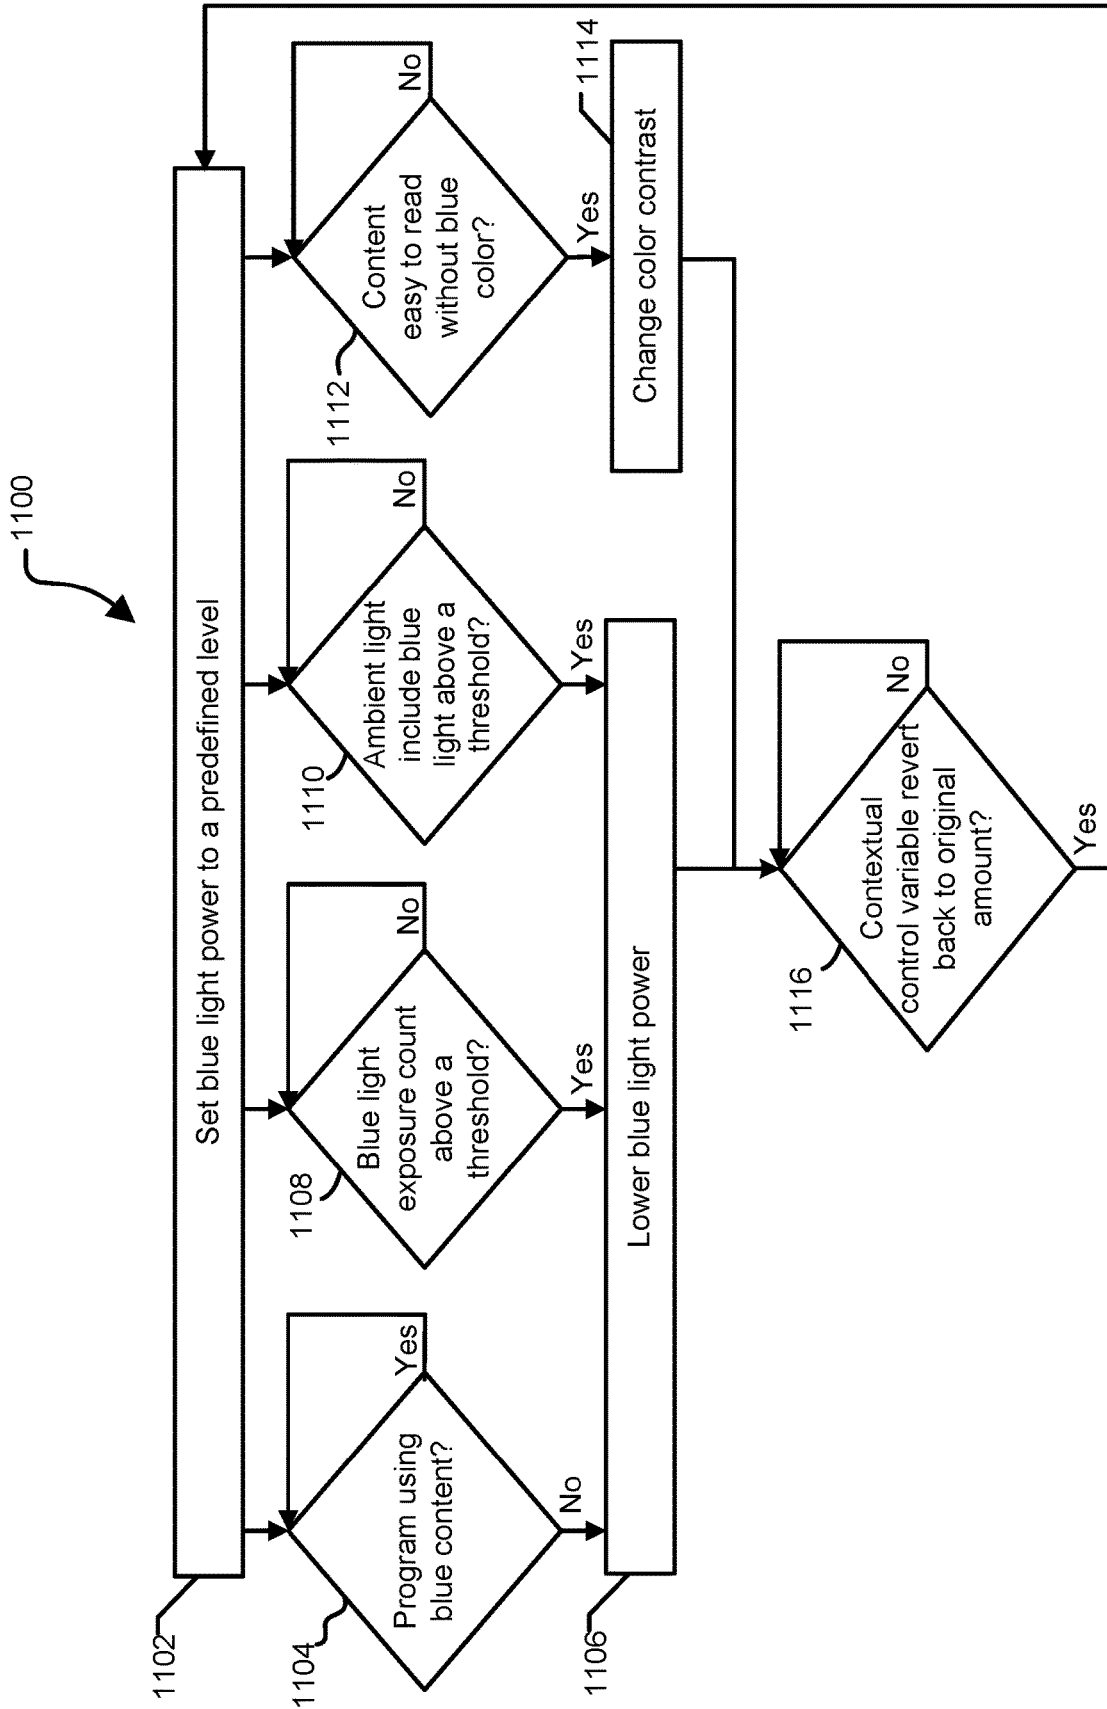 1100
Set blue light power to a predefined level
1102
Program using
blue content?
Yes
No
1104
Blue light
exposure count
above a
threshold?
No
Yes
1108
Ambient light
include blue
light above a
threshold?
No
Yes
1110
Content
easy to read
without blue
color?
No
Yes
1112
Lower blue light power
1106
Change color contrast
1114
Contextual
control variable revert
back to original
amount?
No
Yes
1116